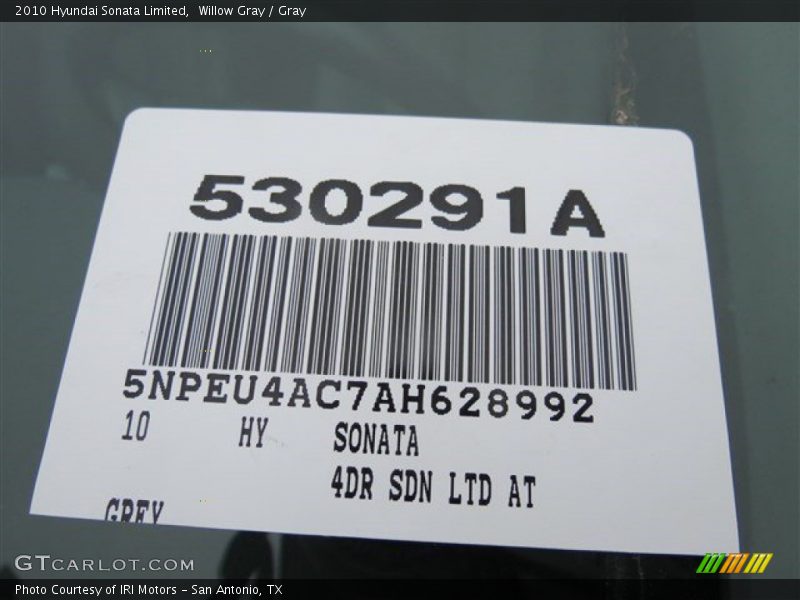 2010 Hyundai Sonata Limited, Willow Gray / Gray
530291A
5NPEU4AC7AH628992
10 HY SONATA
4DR SDN LTD AT
GREY
GTCARLOT.COM
Photo Courtesy of IRI Motors – San Antonio, TX